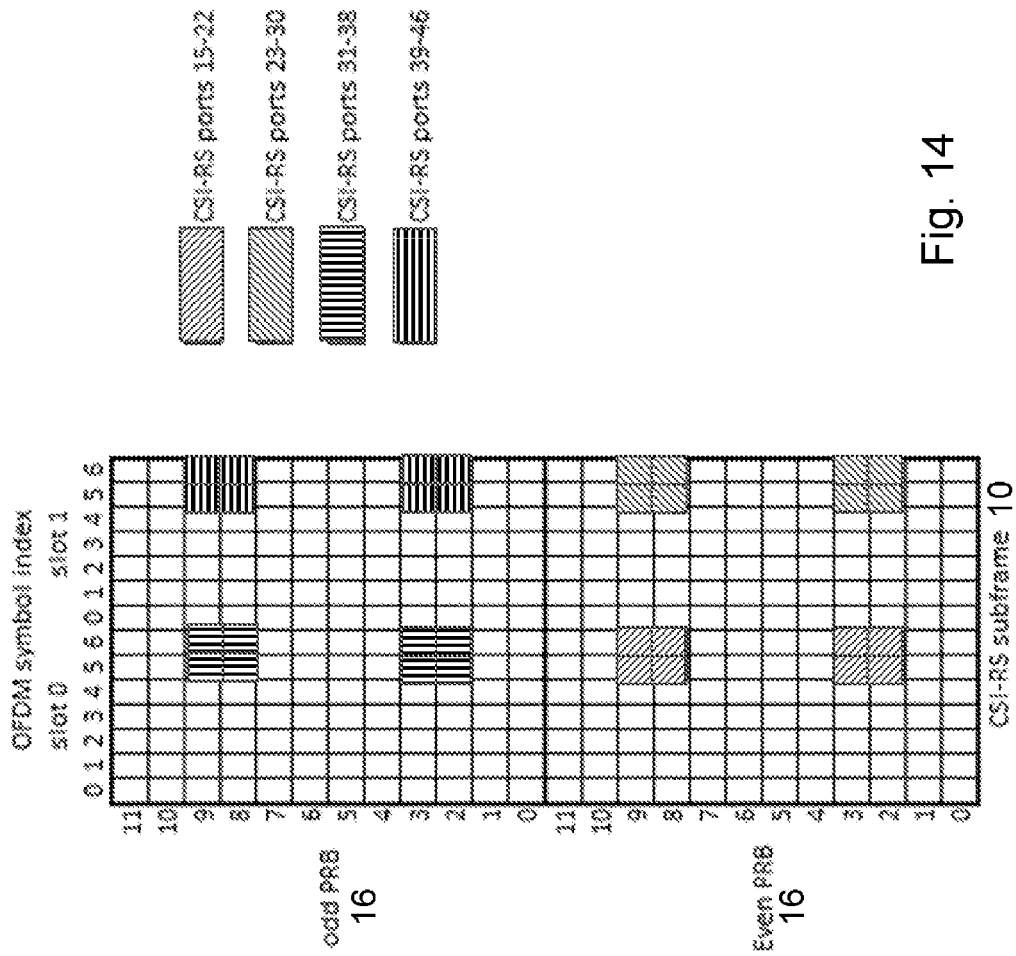 OFDM symbol index
slot 0 slot 1
0 1 2 3 4 5 6 0 1 2 3 4 5 6
11
10
9
8
7
6
5
4
3
2
1
0
11
10
9
8
7
6
5
4
3
2
1
0
odd PRB
16
Even PRB
16
CSI-RS subframe 10
CSI-RS ports 15-22
CSI-RS ports 23-30
CSI-RS ports 31-38
CSI-RS ports 39-46
Fig. 14